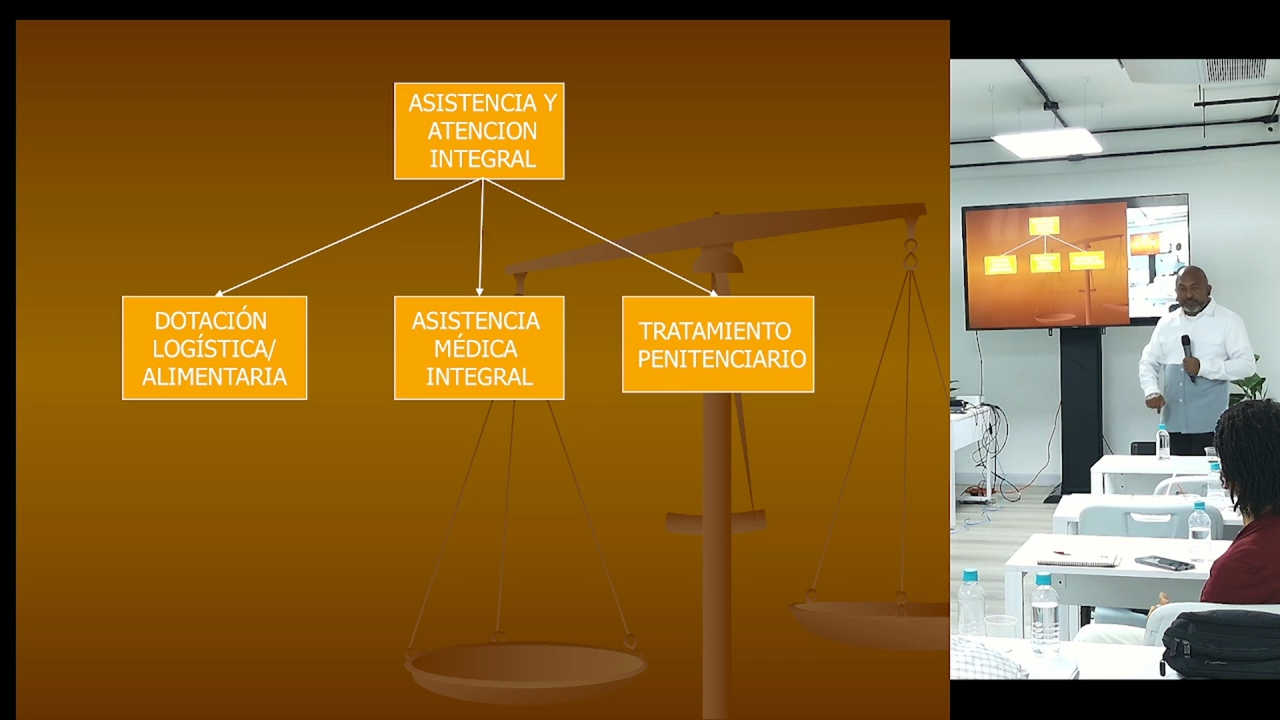 ASISTENCIA Y
ATENCION
INTEGRAL
DOTACIÓN
LOGÍSTICA/
ALIMENTARIA
ASISTENCIA
MÉDICA
INTEGRAL
TRATAMIENTO
PENITENCIARIO